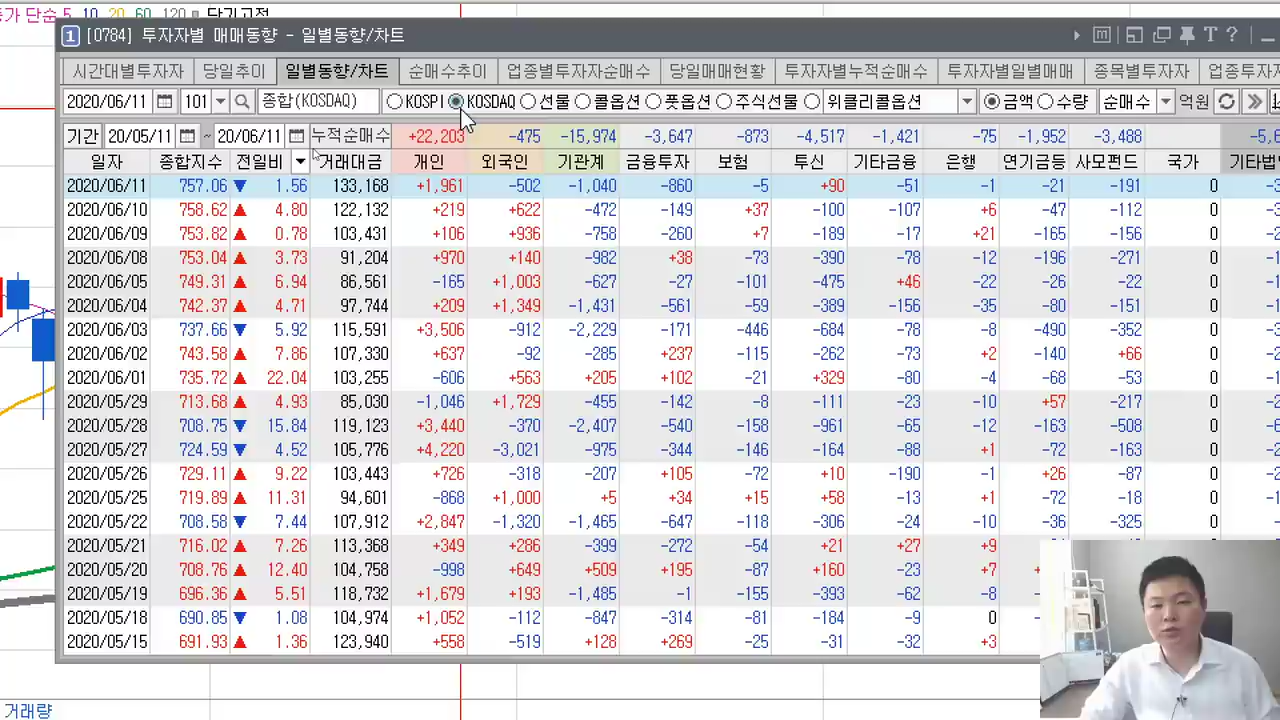 가 단순 5, 10, 20, 60, 120 단기고점
1 [0784] 투자자별 매매동향 - 일별동향/차트
시간대별투자자 당일추이 일별동향/차트 순매수추이 업종별투자자순매수 당일매매현황 투자자별누적순매수 투자자별일별매매 종목별투자자 업종투자
2020/06/11 101 종합(KOSDAQ) KOSPI KOSDAQ 선물 콜옵션 풋옵션 주식선물 위클리콜옵션 금액 수량 순매수 억원
기간 20/05/11 ~ 20/06/11 누적순매수 +22,203 -475 -15,974 -3,647 -873 -4,517 -1,421 -75 -1,952 -3,488
일자 종합지수 전일비 거래대금 개인 외국인 기관계 금융투자 보험 투신 기타금융 은행 연기금등 사모펀드 국가 기타법
2020/06/11 757.06 ▼ 1.56 133,168 +1,961 -502 -1,040 -860 -5 +90 -51 -1 -21 -191 0
2020/06/10 758.62 ▲ 4.80 122,132 +219 +622 -472 -149 +37 -100 -107 +6 -47 -112 0
2020/06/09 753.82 ▲ 0.78 103,431 +106 +936 -758 -260 +7 -189 -17 +21 -165 -156 0
2020/06/08 753.04 ▲ 3.73 91,204 +970 +140 -982 +38 -73 -390 -78 -12 -196 -271 0
2020/06/05 749.31 ▲ 6.94 86,561 -165 +1,003 -627 -27 -101 -475 +46 -22 -26 -22 0
2020/06/04 742.37 ▲ 4.71 97,744 +209 +1,349 -1,431 -561 -59 -389 -156 -35 -80 -151 0
2020/06/03 737.66 ▼ 5.92 115,591 +3,506 -912 -2,229 -171 -446 -684 -78 -8 -490 -352 0
2020/06/02 743.58 ▲ 7.86 107,330 +637 -92 -285 +237 -115 -262 -73 +2 -140 +66 0
2020/06/01 735.72 ▲ 22.04 103,255 -606 +563 +205 +102 -21 +329 -80 -4 -68 -53 0
2020/05/29 713.68 ▲ 4.93 85,030 -1,046 +1,729 -455 -142 -8 -111 -23 -10 +57 -217 0
2020/05/28 708.75 ▼ 15.84 119,123 +3,440 -370 -2,407 -540 -158 -961 -65 -12 -163 -508 0
2020/05/27 724.59 ▼ 4.52 105,776 +4,220 -3,021 -975 -344 -146 -164 -88 +1 -72 -163 0
2020/05/26 729.11 ▲ 9.22 103,443 +726 -318 -207 +105 -72 +10 -190 -1 +26 -87 0
2020/05/25 719.89 ▲ 11.31 94,601 -868 +1,000 +5 +34 +15 +58 -13 +1 -72 -18 0
2020/05/22 708.58 ▼ 7.44 107,912 +2,847 -1,320 -1,465 -647 -118 -306 -24 -10 -36 -325 0
2020/05/21 716.02 ▲ 7.26 113,368 +349 +286 -399 -272 -54 +21 +27 +9
2020/05/20 708.76 ▲ 12.40 104,758 -998 +649 +509 +195 -87 +160 -23 +7
2020/05/19 696.36 ▲ 5.51 118,732 +1,679 +193 -1,485 -1 -155 -393 -62 -8
2020/05/18 690.85 ▼ 1.08 104,974 +1,052 -112 -847 -314 -81 -184 -9 0
2020/05/15 691.93 ▲ 1.36 123,940 +558 -519 +128 +269 -25 -31 -32 +3
거래량